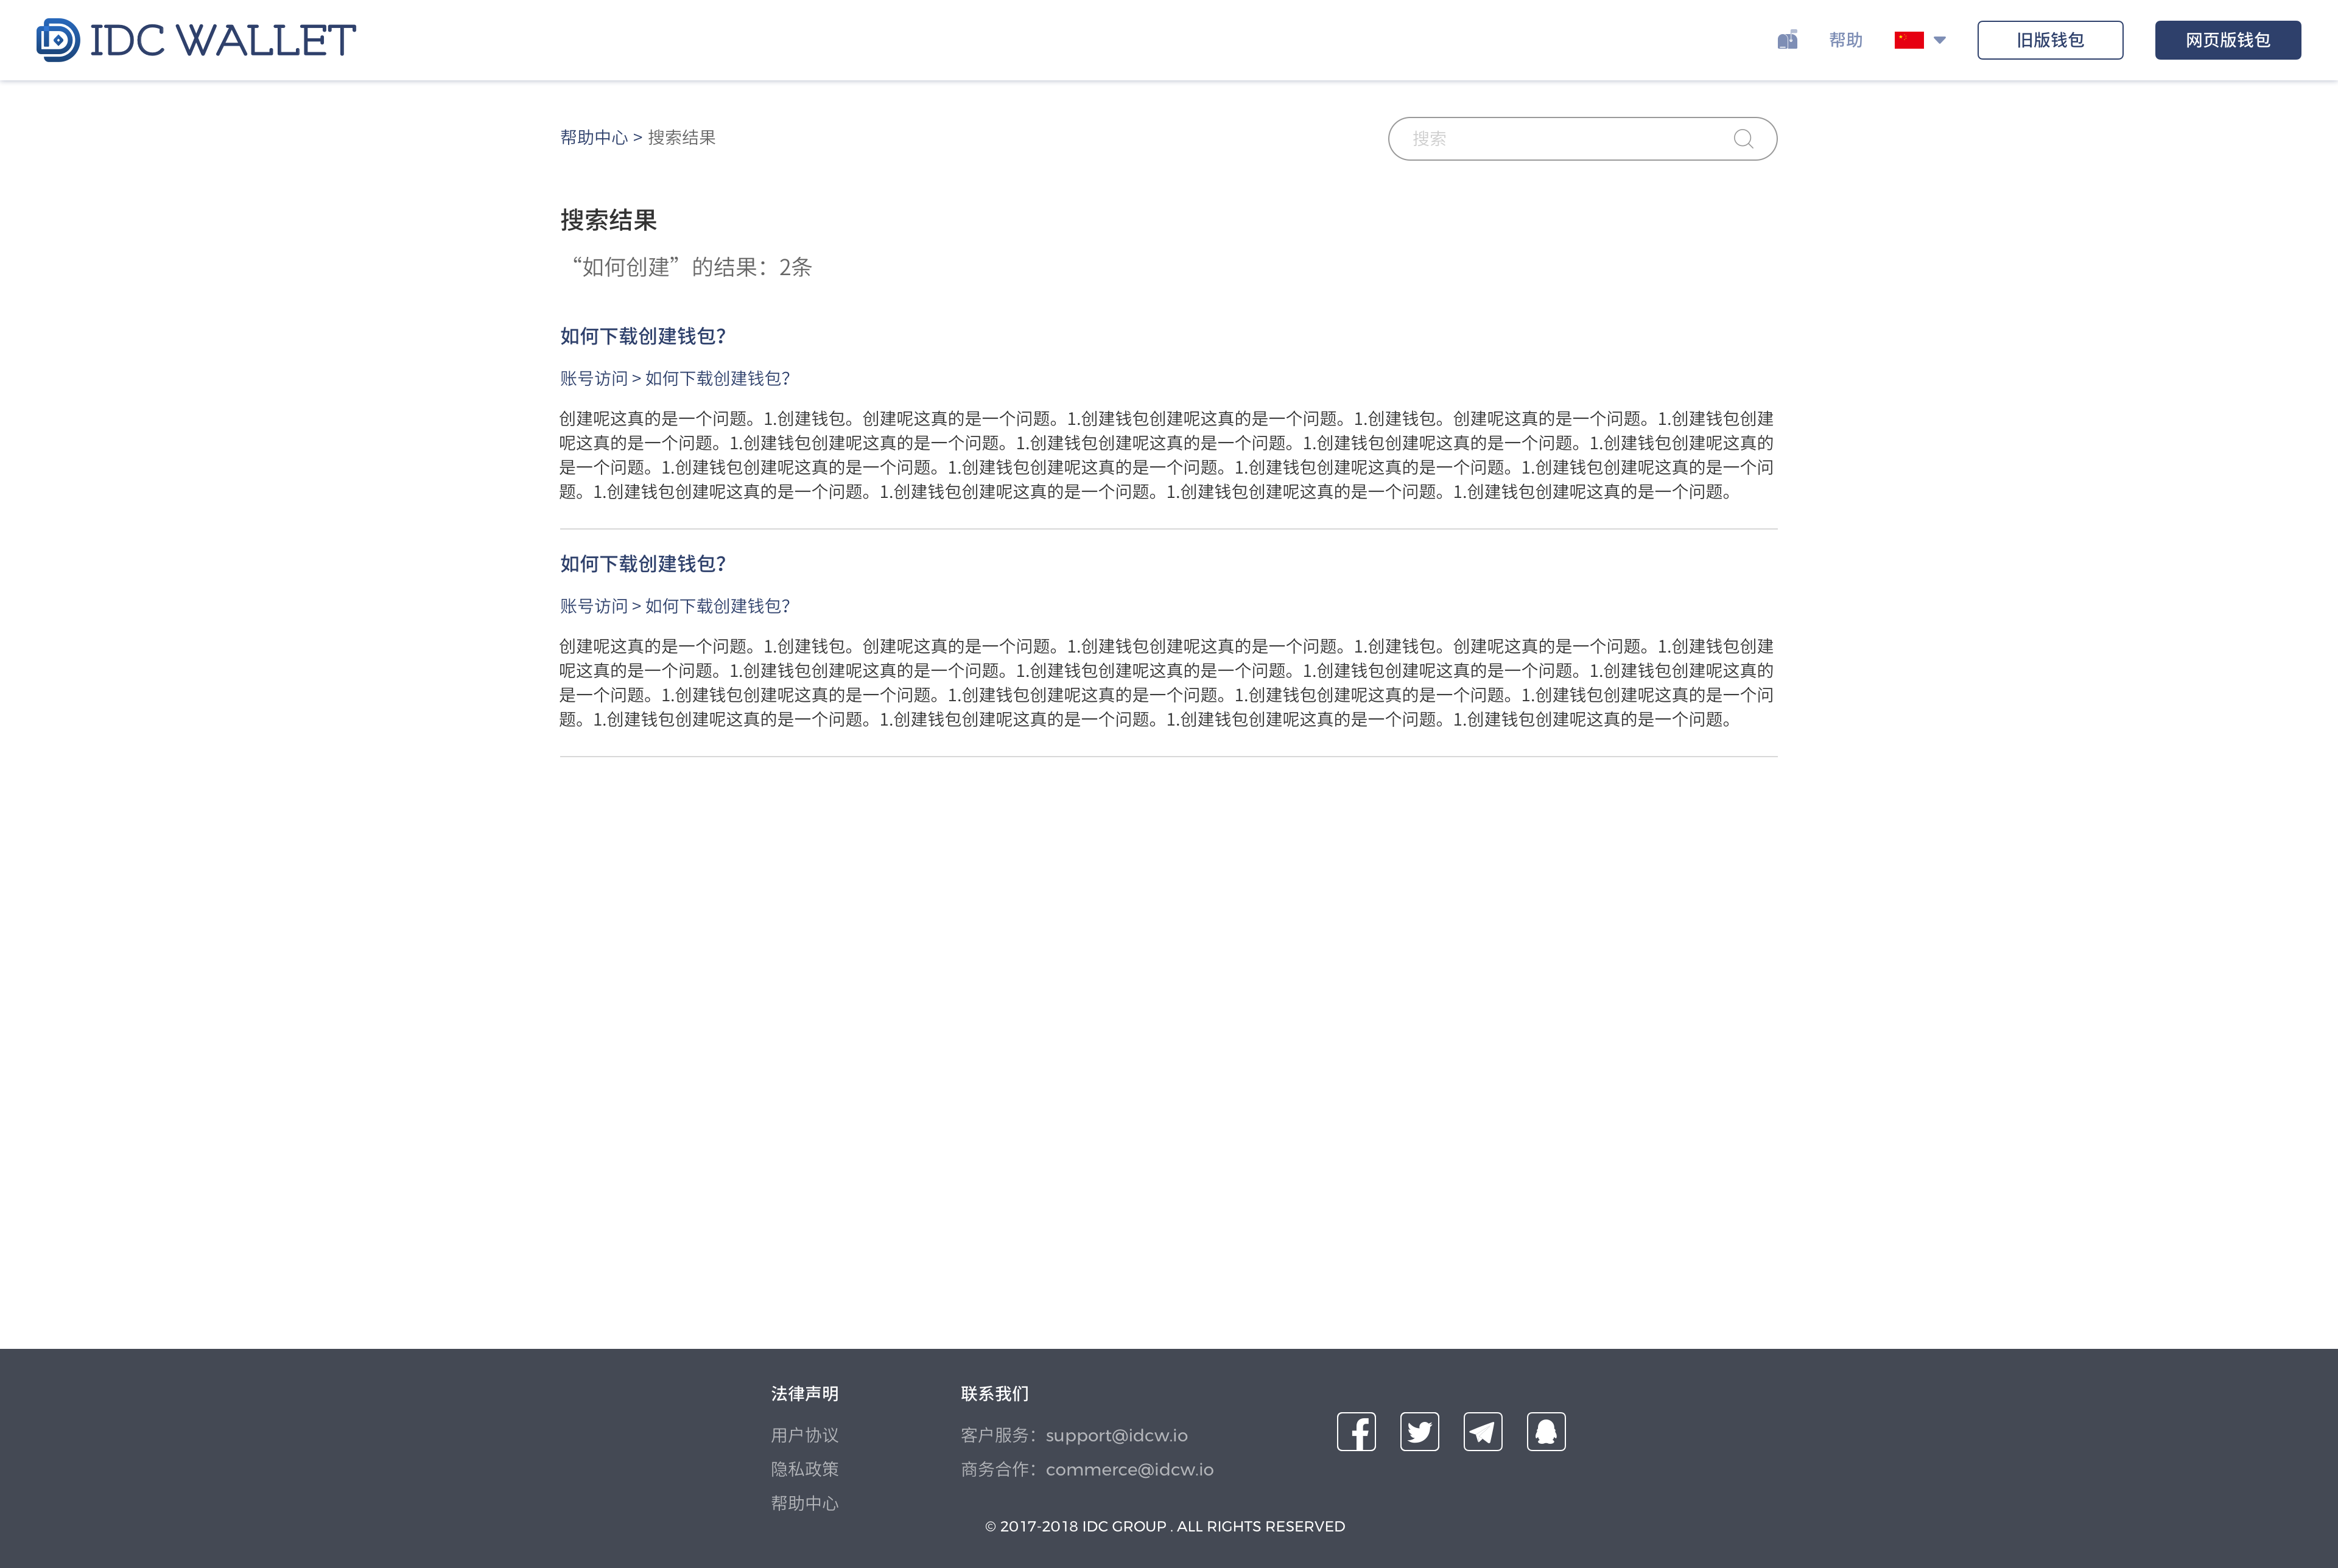 IDC WALLET
帮助
旧版钱包
网页版钱包
帮助中心 > 搜索结果
搜索
搜索结果
“如何创建”的结果：2条
如何下载创建钱包？
账号访问 > 如何下载创建钱包？
创建呢这真的是一个问题。1.创建钱包。创建呢这真的是一个问题。1.创建钱包创建呢这真的是一个问题。1.创建钱包。创建呢这真的是一个问题。1.创建钱包创建
呢这真的是一个问题。1.创建钱包创建呢这真的是一个问题。1.创建钱包创建呢这真的是一个问题。1.创建钱包创建呢这真的是一个问题。1.创建钱包创建呢这真的
是一个问题。1.创建钱包创建呢这真的是一个问题。1.创建钱包创建呢这真的是一个问题。1.创建钱包创建呢这真的是一个问题。1.创建钱包创建呢这真的是一个问
题。1.创建钱包创建呢这真的是一个问题。1.创建钱包创建呢这真的是一个问题。1.创建钱包创建呢这真的是一个问题。1.创建钱包创建呢这真的是一个问题。
如何下载创建钱包？
账号访问 > 如何下载创建钱包？
创建呢这真的是一个问题。1.创建钱包。创建呢这真的是一个问题。1.创建钱包创建呢这真的是一个问题。1.创建钱包。创建呢这真的是一个问题。1.创建钱包创建
呢这真的是一个问题。1.创建钱包创建呢这真的是一个问题。1.创建钱包创建呢这真的是一个问题。1.创建钱包创建呢这真的是一个问题。1.创建钱包创建呢这真的
是一个问题。1.创建钱包创建呢这真的是一个问题。1.创建钱包创建呢这真的是一个问题。1.创建钱包创建呢这真的是一个问题。1.创建钱包创建呢这真的是一个问
题。1.创建钱包创建呢这真的是一个问题。1.创建钱包创建呢这真的是一个问题。1.创建钱包创建呢这真的是一个问题。1.创建钱包创建呢这真的是一个问题。
法律声明
用户协议
隐私政策
帮助中心
联系我们
客户服务：support@idcw.io
商务合作：commerce@idcw.io
© 2017-2018 IDC GROUP . ALL RIGHTS RESERVED